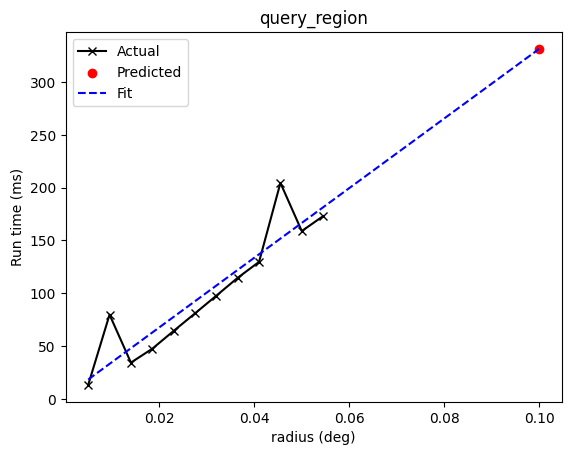 query_region
Actual
Predicted
Fit
Run time (ms)
300
250
200
150
100
50
0
0.02 0.04 0.06 0.08 0.10
radius (deg)